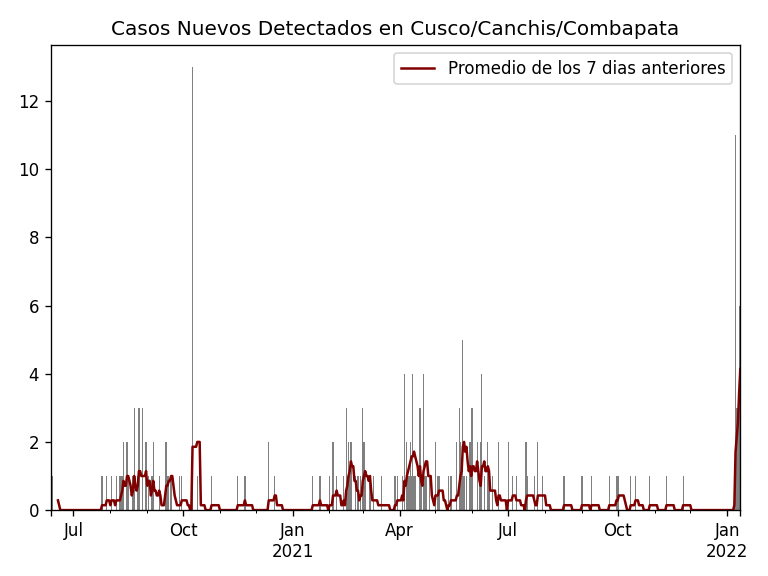 Casos Nuevos Detectados en Cusco/Canchis/Combapata
Promedio de los 7 dias anteriores
12
10
8
6
4
2
0
Jul
Oct
Jan
2021
Apr
Jul
Oct
Jan
2022